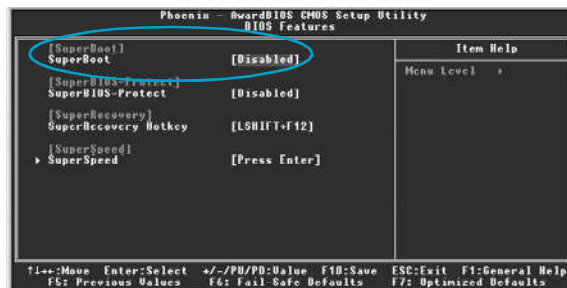 Phoenix - AwardBIOS CMOS Setup Utility
BIOS Features
[SuperBoot]
SuperBoot [Disabled]
[SuperBIOS-Protect]
SuperBIOS-Protect [Disabled]
[SuperRecovery]
SuperRecovery Hotkey [LSHIFT+F12]
[SuperSpeed]
▸ SuperSpeed [Press Enter]
Item Help
Menu Level ▸
↑↓→←:Move Enter:Select +/-/PU/PD:Value F10:Save ESC:Exit F1:General Help
F5: Previous Values F6: Fail-Safe Defaults F7: Optimized Defaults